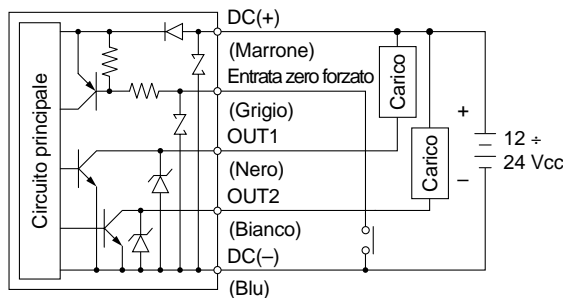 DC(+)
(Marrone)
Entrata zero forzato
(Grigio)
OUT1
(Nero)
OUT2
(Bianco)
DC(–)
(Blu)
Circuito principale
Carico
Carico
+
–
12 ÷
24 Vcc